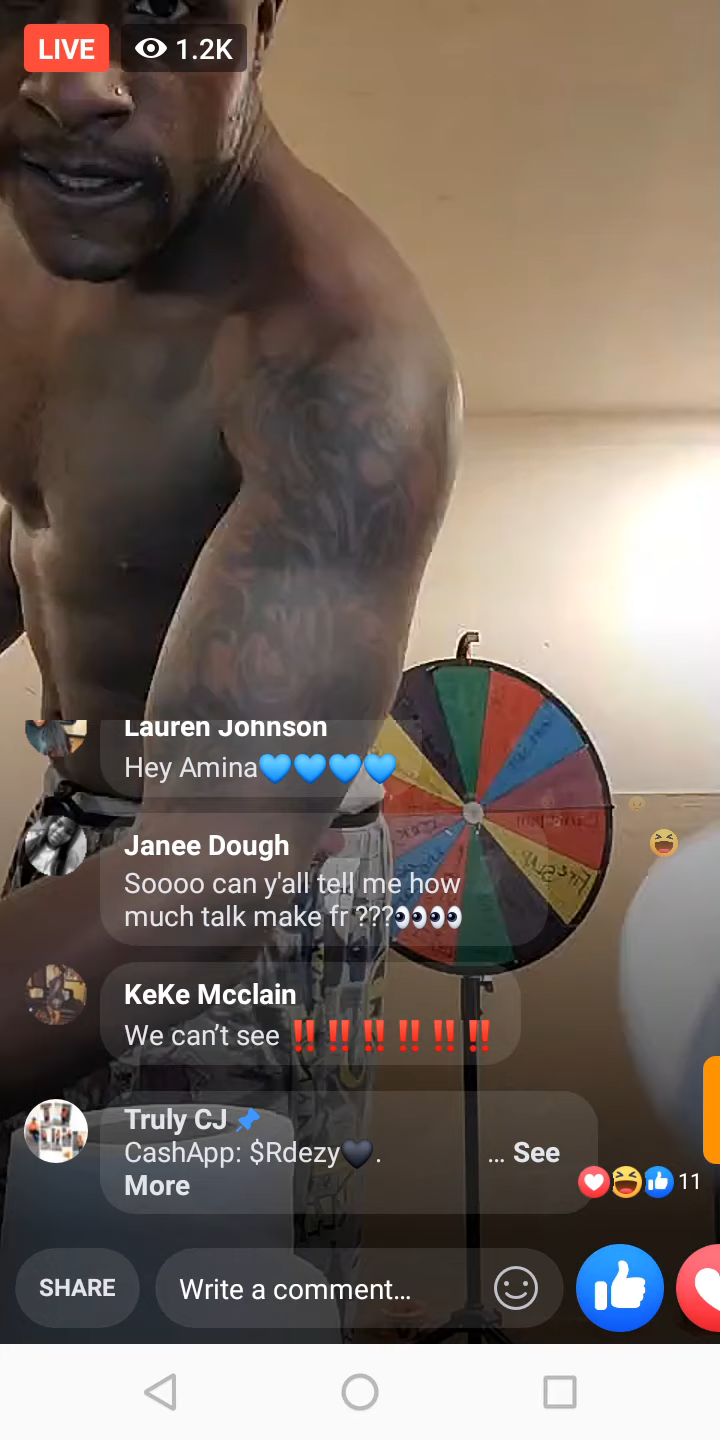 LIVE 1.2K
Lauren Johnson
Hey Amina💙💙💙💙
Janee Dough
Soooo can y'all tell me how
much talk make fr ???👀👀
KeKe Mcclain
We can’t see ‼️‼️‼️‼️‼️‼️
Truly CJ 📌
CashApp: $Rdezy🖤. ... See
More
11
SHARE Write a comment...